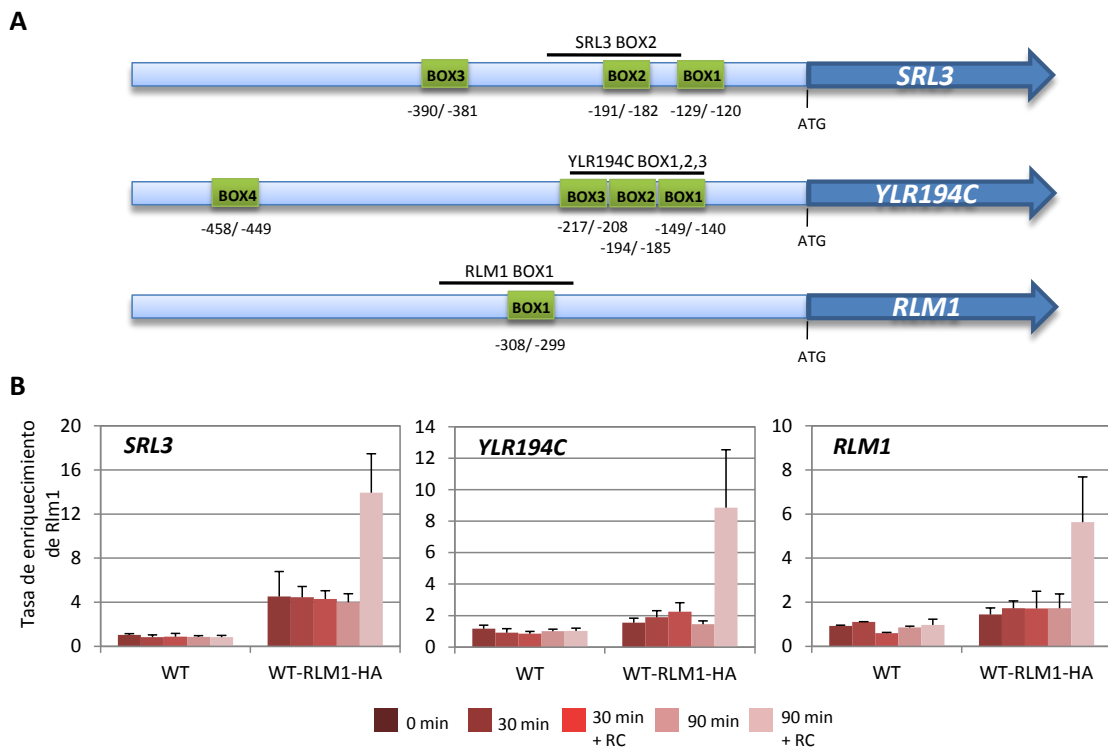 A
SRL3 BOX2
BOX3
BOX2
BOX1
SRL3
-390/ -381
-191/ -182
-129/ -120
ATG
YLR194C BOX1,2,3
BOX4
BOX3
BOX2
BOX1
YLR194C
-458/ -449
-217/ -208
-149/ -140
-194/ -185
ATG
RLM1 BOX1
BOX1
RLM1
-308/ -299
ATG
B
Tasa de enriquecimiento
de Rlm1
SRL3
20
16
12
8
4
0
WT
WT-RLM1-HA
YLR194C
14
12
10
8
6
4
2
0
WT
WT-RLM1-HA
RLM1
10
8
6
4
2
0
WT
WT-RLM1-HA
0 min
30 min
30 min
+ RC
90 min
90 min
+ RC